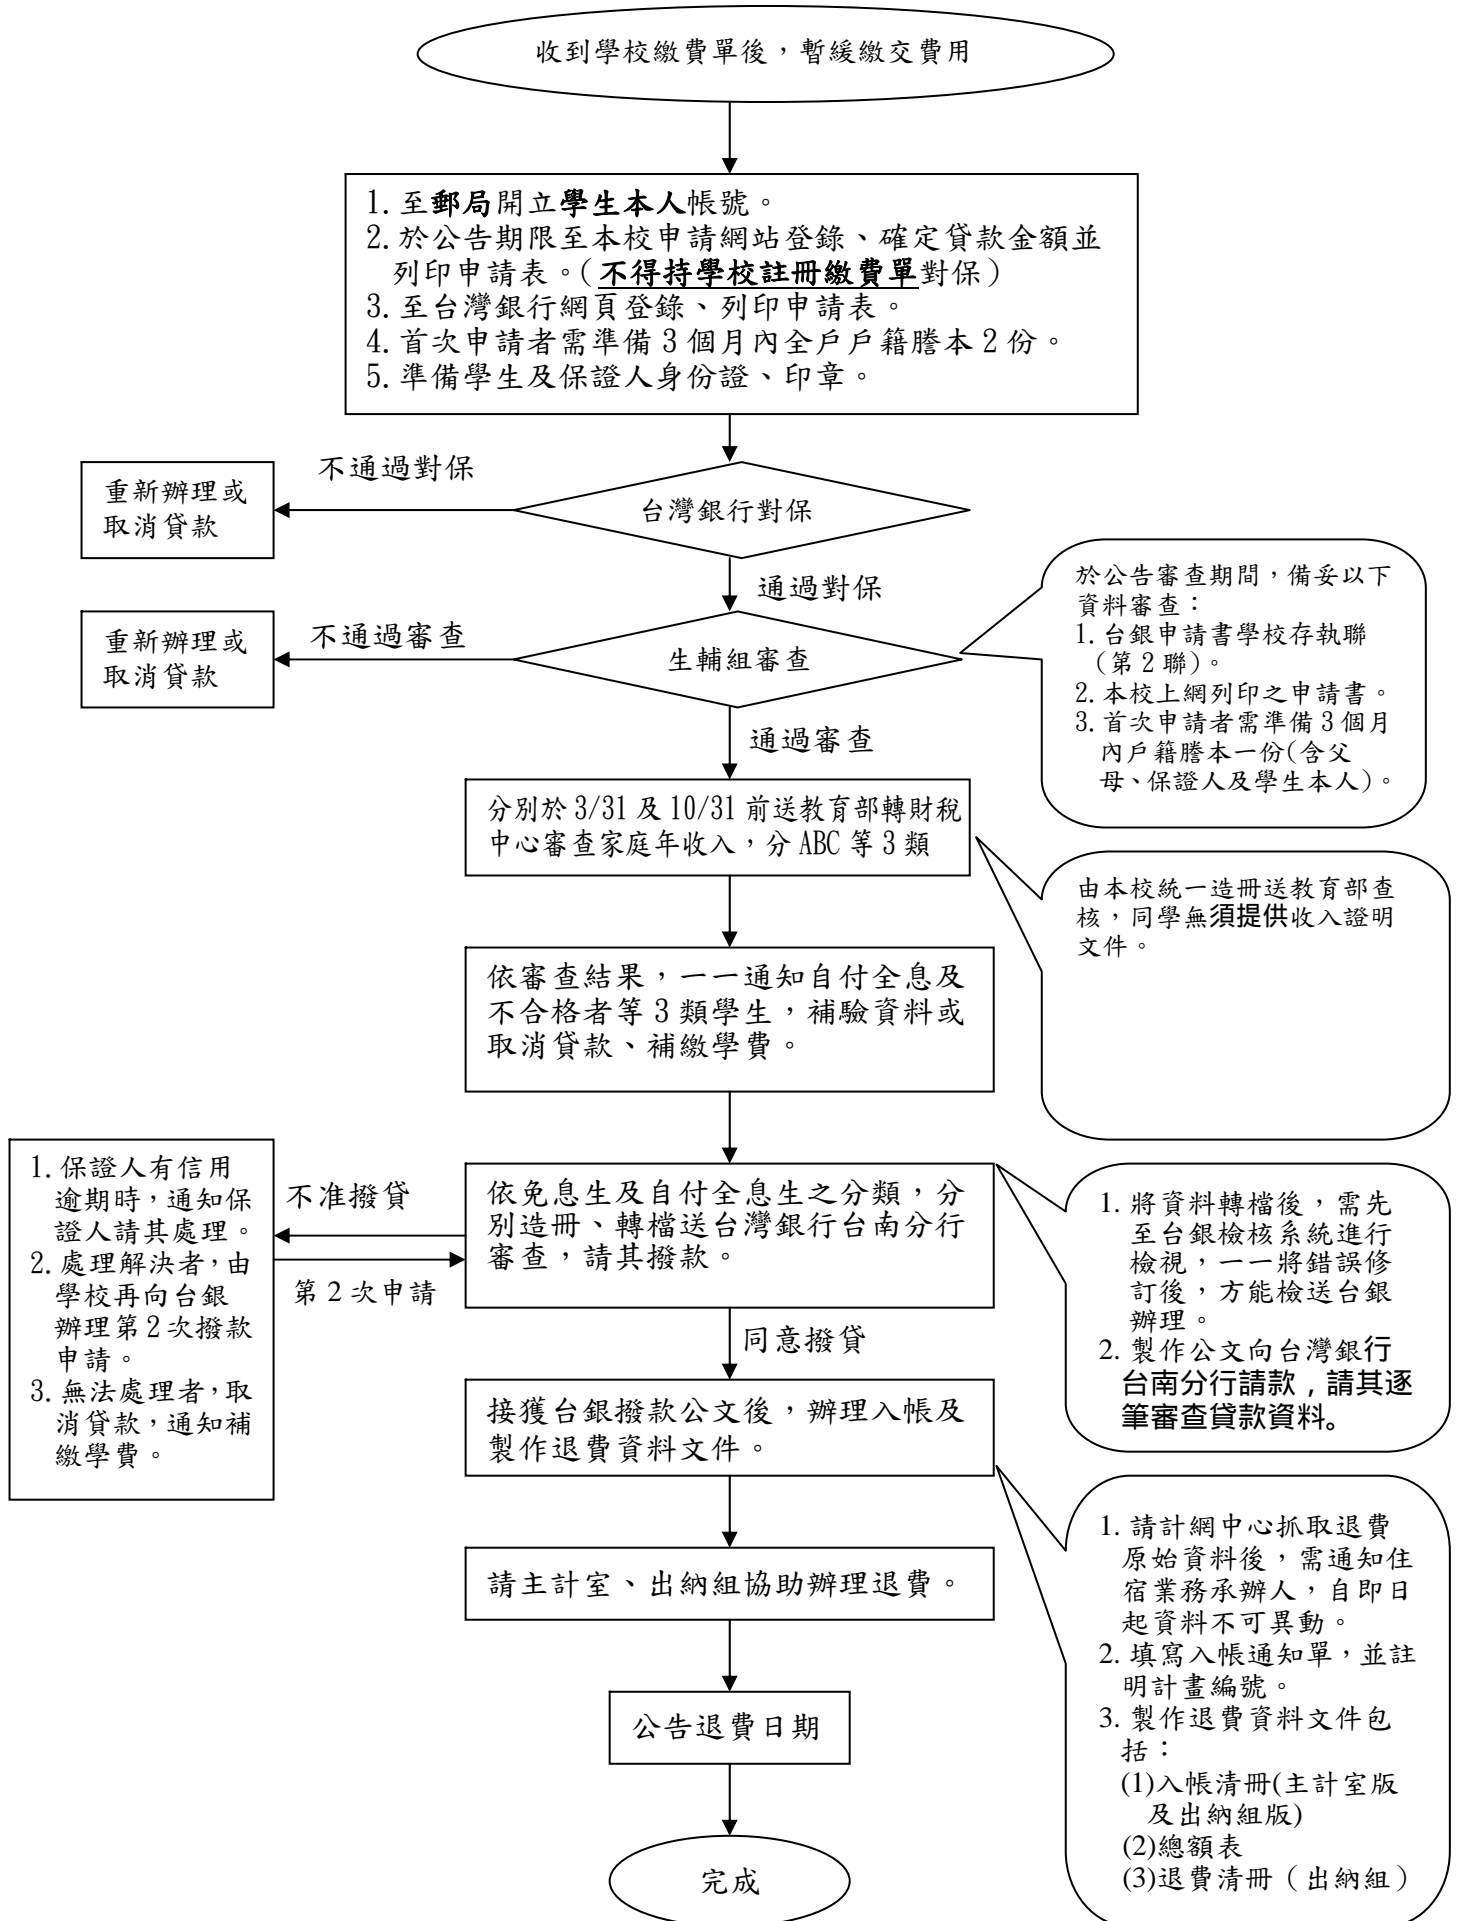 收到學校繳費單後，暫緩繳交費用
1. 至郵局開立學生本人帳號。
2. 於公告期限至本校申請網站登錄、確定貸款金額並
列印申請表。（不得持學校註冊繳費單對保）
3. 至台灣銀行網頁登錄、列印申請表。
4. 首次申請者需準備 3 個月內全戶戶籍謄本 2 份。
5. 準備學生及保證人身份證、印章。
不通過對保
重新辦理或
取消貸款
台灣銀行對保
通過對保
不通過審查
重新辦理或
取消貸款
生輔組審查
通過審查
於公告審查期間，備妥以下
資料審查：
1. 台銀申請書學校存執聯
（第 2 聯）。
2. 本校上網列印之申請書。
3. 首次申請者需準備 3 個月
內戶籍謄本一份(含父
母、保證人及學生本人)。
分別於 3/31 及 10/31 前送教育部轉財稅
中心審查家庭年收入，分 ABC 等 3 類
由本校統一造冊送教育部查
核，同學無須提供收入證明
文件。
依審查結果，一一通知自付全息及
不合格者等 3 類學生，補驗資料或
取消貸款、補繳學費。
1. 保證人有信用
逾期時，通知保
證人請其處理。
2. 處理解決者，由
學校再向台銀
辦理第 2 次撥款
申請。
3. 無法處理者，取
消貸款，通知補
繳學費。
不准撥貸
第 2 次申請
依免息生及自付全息生之分類，分
別造冊、轉檔送台灣銀行台南分行
審查，請其撥款。
同意撥貸
1. 將資料轉檔後，需先
至台銀檢核系統進行
檢視，一一將錯誤修
訂後，方能檢送台銀
辦理。
2. 製作公文向台灣銀行
台南分行請款，請其逐
筆審查貸款資料。
接獲台銀撥款公文後，辦理入帳及
製作退費資料文件。
請主計室、出納組協助辦理退費。
公告退費日期
完成
1. 請計網中心抓取退費
原始資料後，需通知住
宿業務承辦人，自即日
起資料不可異動。
2. 填寫入帳通知單，並註
明計畫編號。
3. 製作退費資料文件包
括：
(1)入帳清冊(主計室版
及出納組版)
(2)總額表
(3)退費清冊（出納組）